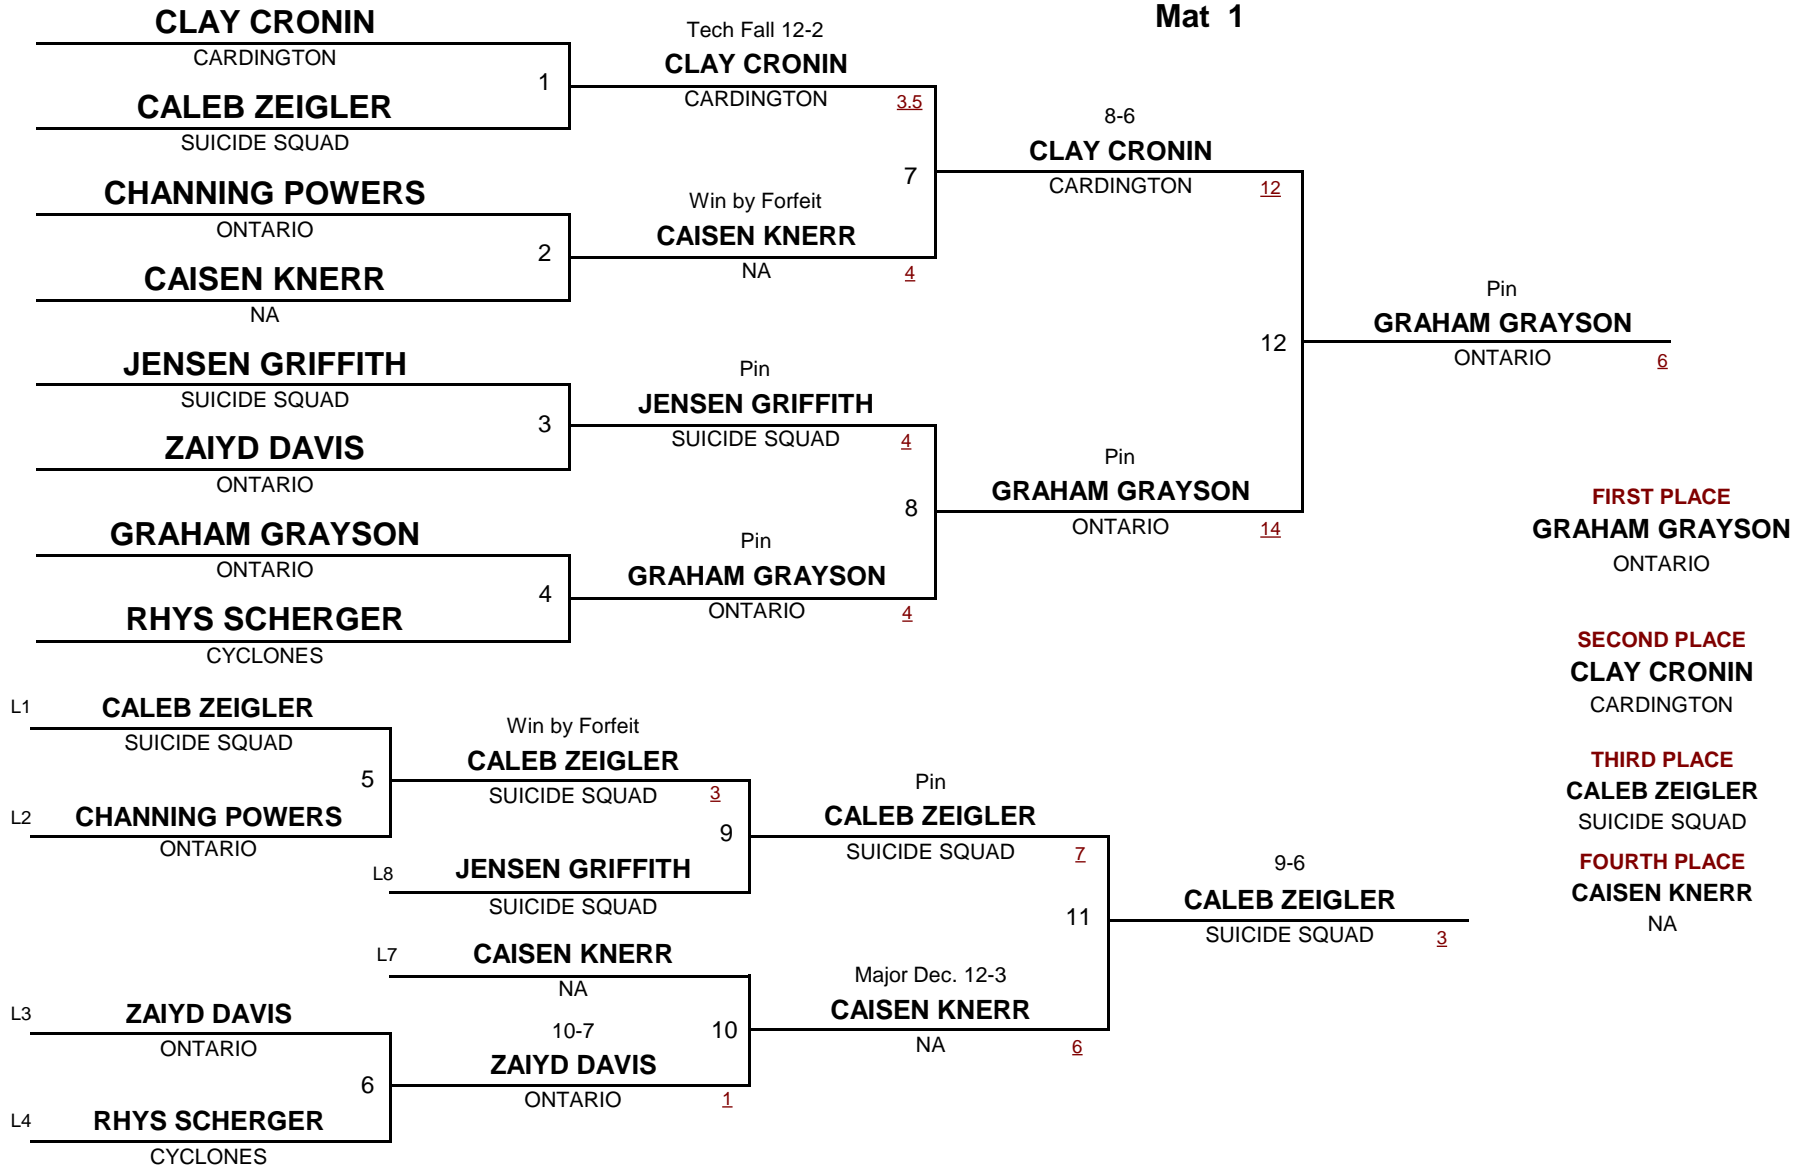 Mat 1
CLAY CRONIN
CARDINGTON
1
CALEB ZEIGLER
SUICIDE SQUAD
CHANNING POWERS
ONTARIO
2
CAISEN KNERR
NA
JENSEN GRIFFITH
SUICIDE SQUAD
3
ZAIYD DAVIS
ONTARIO
GRAHAM GRAYSON
ONTARIO
4
RHYS SCHERGER
CYCLONES
Tech Fall 12-2
CLAY CRONIN
CARDINGTON 3.5
7
Win by Forfeit
CAISEN KNERR
NA 4
Pin
JENSEN GRIFFITH
SUICIDE SQUAD 4
8
Pin
GRAHAM GRAYSON
ONTARIO 4
8-6
CLAY CRONIN
CARDINGTON 12
12
Pin
GRAHAM GRAYSON
ONTARIO 14
Pin
GRAHAM GRAYSON
ONTARIO 6
L1 CALEB ZEIGLER
SUICIDE SQUAD
5
L2 CHANNING POWERS
ONTARIO
L3 ZAIYD DAVIS
ONTARIO
6
L4 RHYS SCHERGER
CYCLONES
Win by Forfeit
CALEB ZEIGLER
SUICIDE SQUAD 3
9
L8 JENSEN GRIFFITH
SUICIDE SQUAD
L7 CAISEN KNERR
NA
10-7 10
ZAIYD DAVIS
ONTARIO 1
Pin
CALEB ZEIGLER
SUICIDE SQUAD 7
11
Major Dec. 12-3
CAISEN KNERR
NA 6
9-6
CALEB ZEIGLER
SUICIDE SQUAD 3
FIRST PLACE
GRAHAM GRAYSON
ONTARIO
SECOND PLACE
CLAY CRONIN
CARDINGTON
THIRD PLACE
CALEB ZEIGLER
SUICIDE SQUAD
FOURTH PLACE
CAISEN KNERR
NA